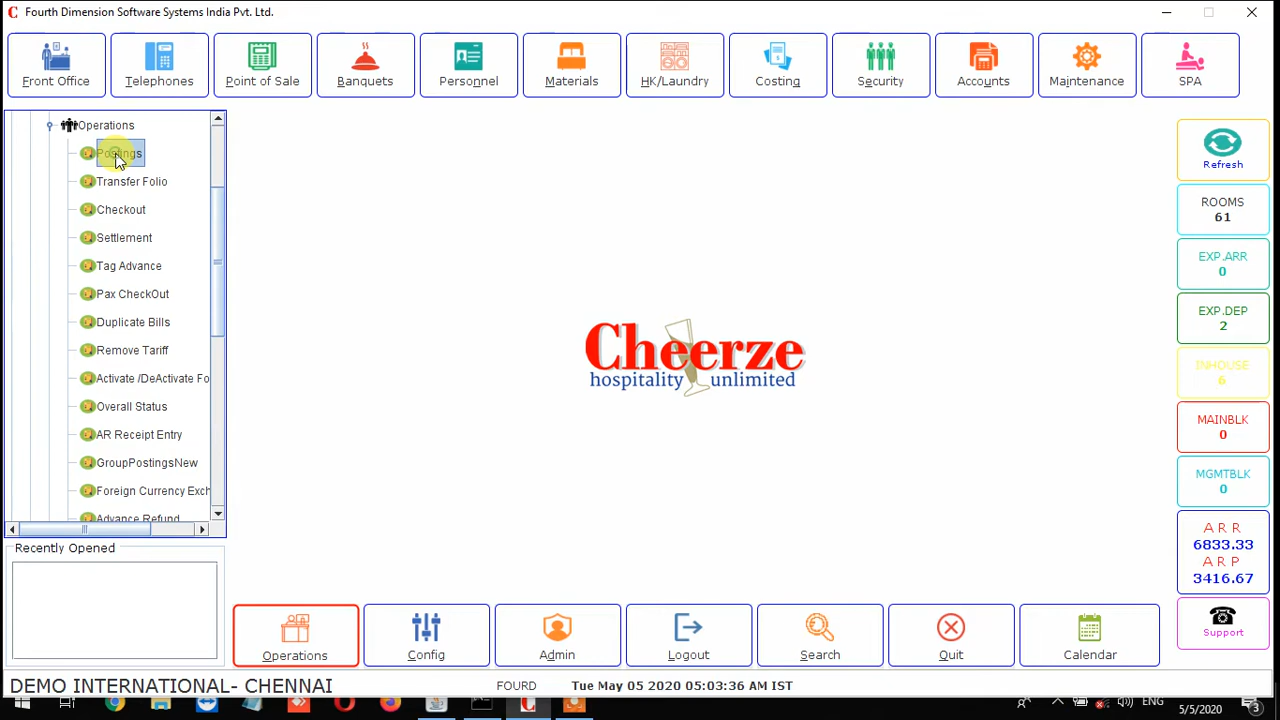 C Fourth Dimension Software Systems India Pvt. Ltd.
Front Office
Telephones
Point of Sale
Banquets
Personnel
Materials
HK/Laundry
Costing
Security
Accounts
Maintenance
SPA
Operations
Postings
Transfer Folio
Checkout
Settlement
Tag Advance
Pax CheckOut
Duplicate Bills
Remove Tariff
Activate /DeActivate Fo
Overall Status
AR Receipt Entry
GroupPostingsNew
Foreign Currency Exch
Advance Refund
Recently Opened
Cheerze
hospitality unlimited
Refresh
ROOMS
61
EXP.ARR
0
EXP.DEP
2
INHOUSE
6
MAINBLK
0
MGMTBLK
0
A R R
6833.33
A R P
3416.67
Support
Operations
Config
Admin
Logout
Search
Quit
Calendar
DEMO INTERNATIONAL- CHENNAI
FOURD
Tue May 05 2020 05:03:36 AM IST
ENG
5/5/2020
3